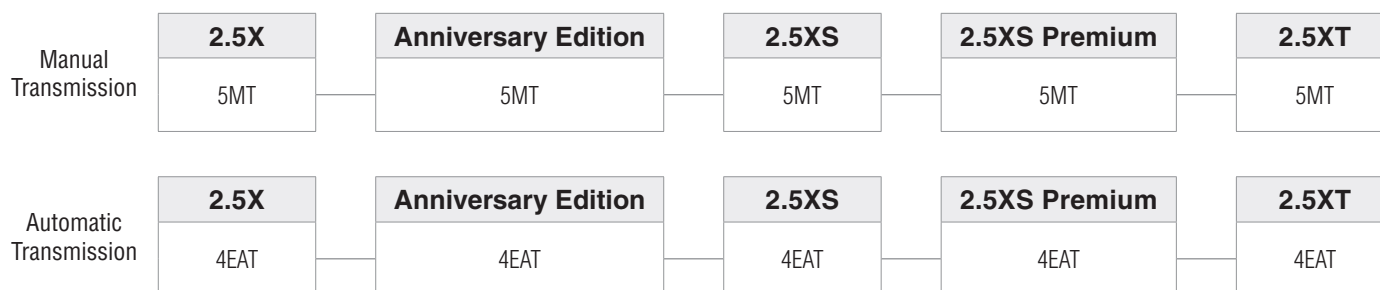 2.5X Anniversary Edition 2.5XS 2.5XS Premium 2.5XT
Manual
Transmission
5MT 5MT 5MT 5MT 5MT
2.5X Anniversary Edition 2.5XS 2.5XS Premium 2.5XT
Automatic
Transmission
4EAT 4EAT 4EAT 4EAT 4EAT